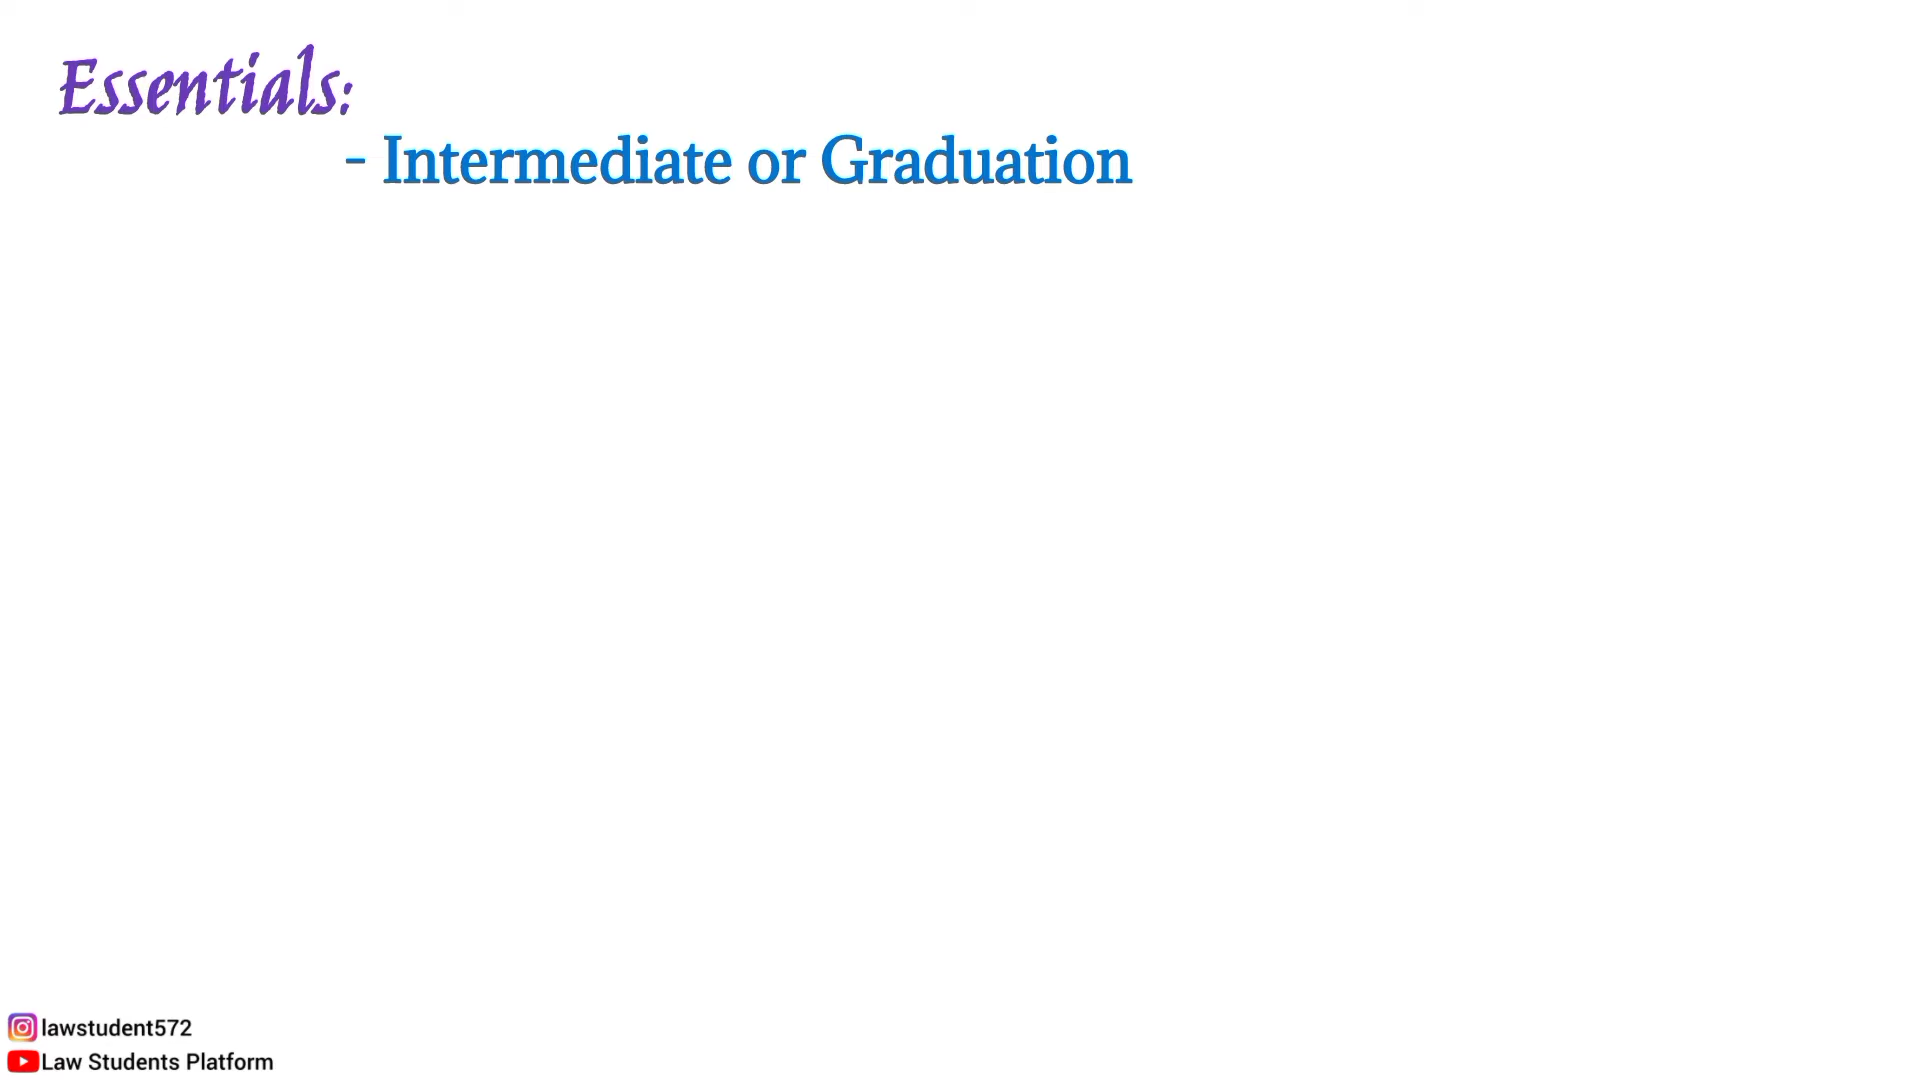 Essentials:
- Intermediate or Graduation
lawstudent572
Law Students Platform